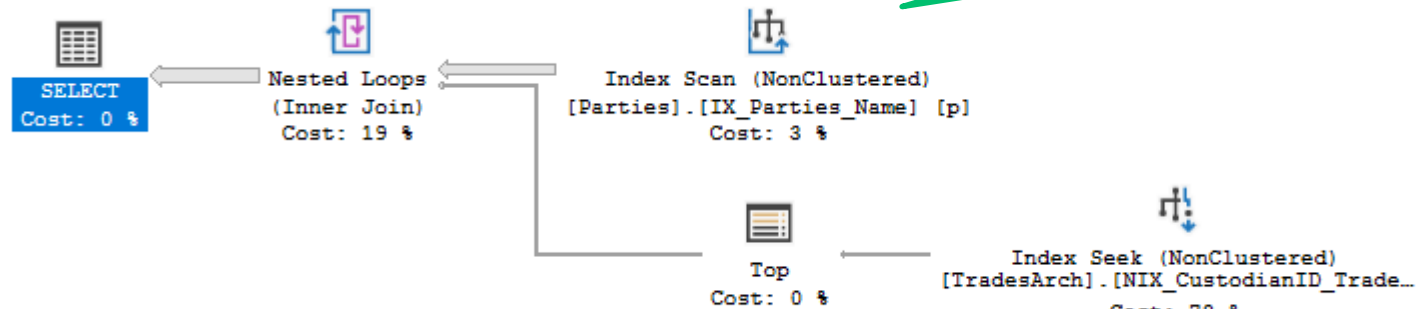 SELECT
Cost: 0 %
Nested Loops
(Inner Join)
Cost: 19 %
Index Scan (NonClustered)
[Parties].[IX_Parties_Name] [p]
Cost: 3 %
Top
Cost: 0 %
Index Seek (NonClustered)
[TradesArch].[NIX_CustodianID_Trade…